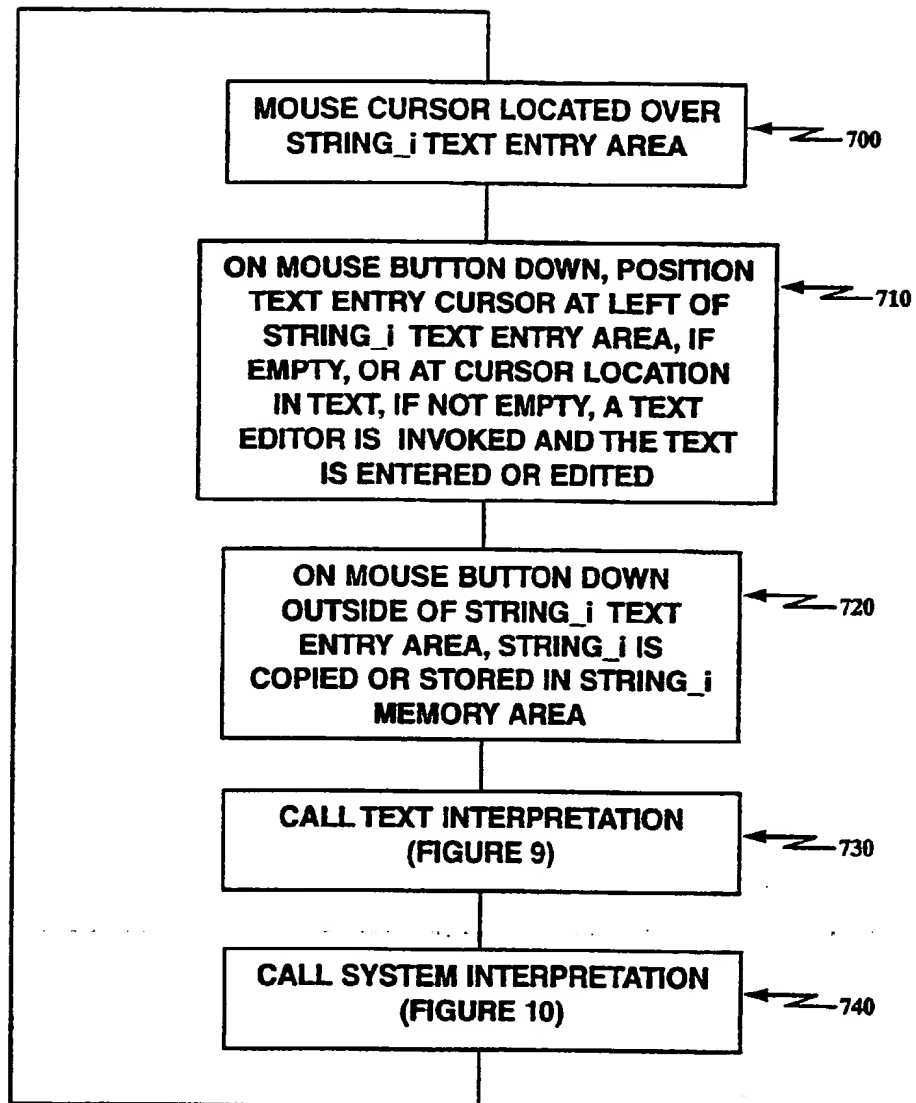 MOUSE CURSOR LOCATED OVER
STRING_i TEXT ENTRY AREA
700
ON MOUSE BUTTON DOWN, POSITION
TEXT ENTRY CURSOR AT LEFT OF
STRING_i TEXT ENTRY AREA, IF
EMPTY, OR AT CURSOR LOCATION
IN TEXT, IF NOT EMPTY, A TEXT
EDITOR IS INVOKED AND THE TEXT
IS ENTERED OR EDITED
710
ON MOUSE BUTTON DOWN
OUTSIDE OF STRING_i TEXT
ENTRY AREA, STRING_i IS
COPIED OR STORED IN STRING_i
MEMORY AREA
720
CALL TEXT INTERPRETATION
(FIGURE 9)
730
CALL SYSTEM INTERPRETATION
(FIGURE 10)
740